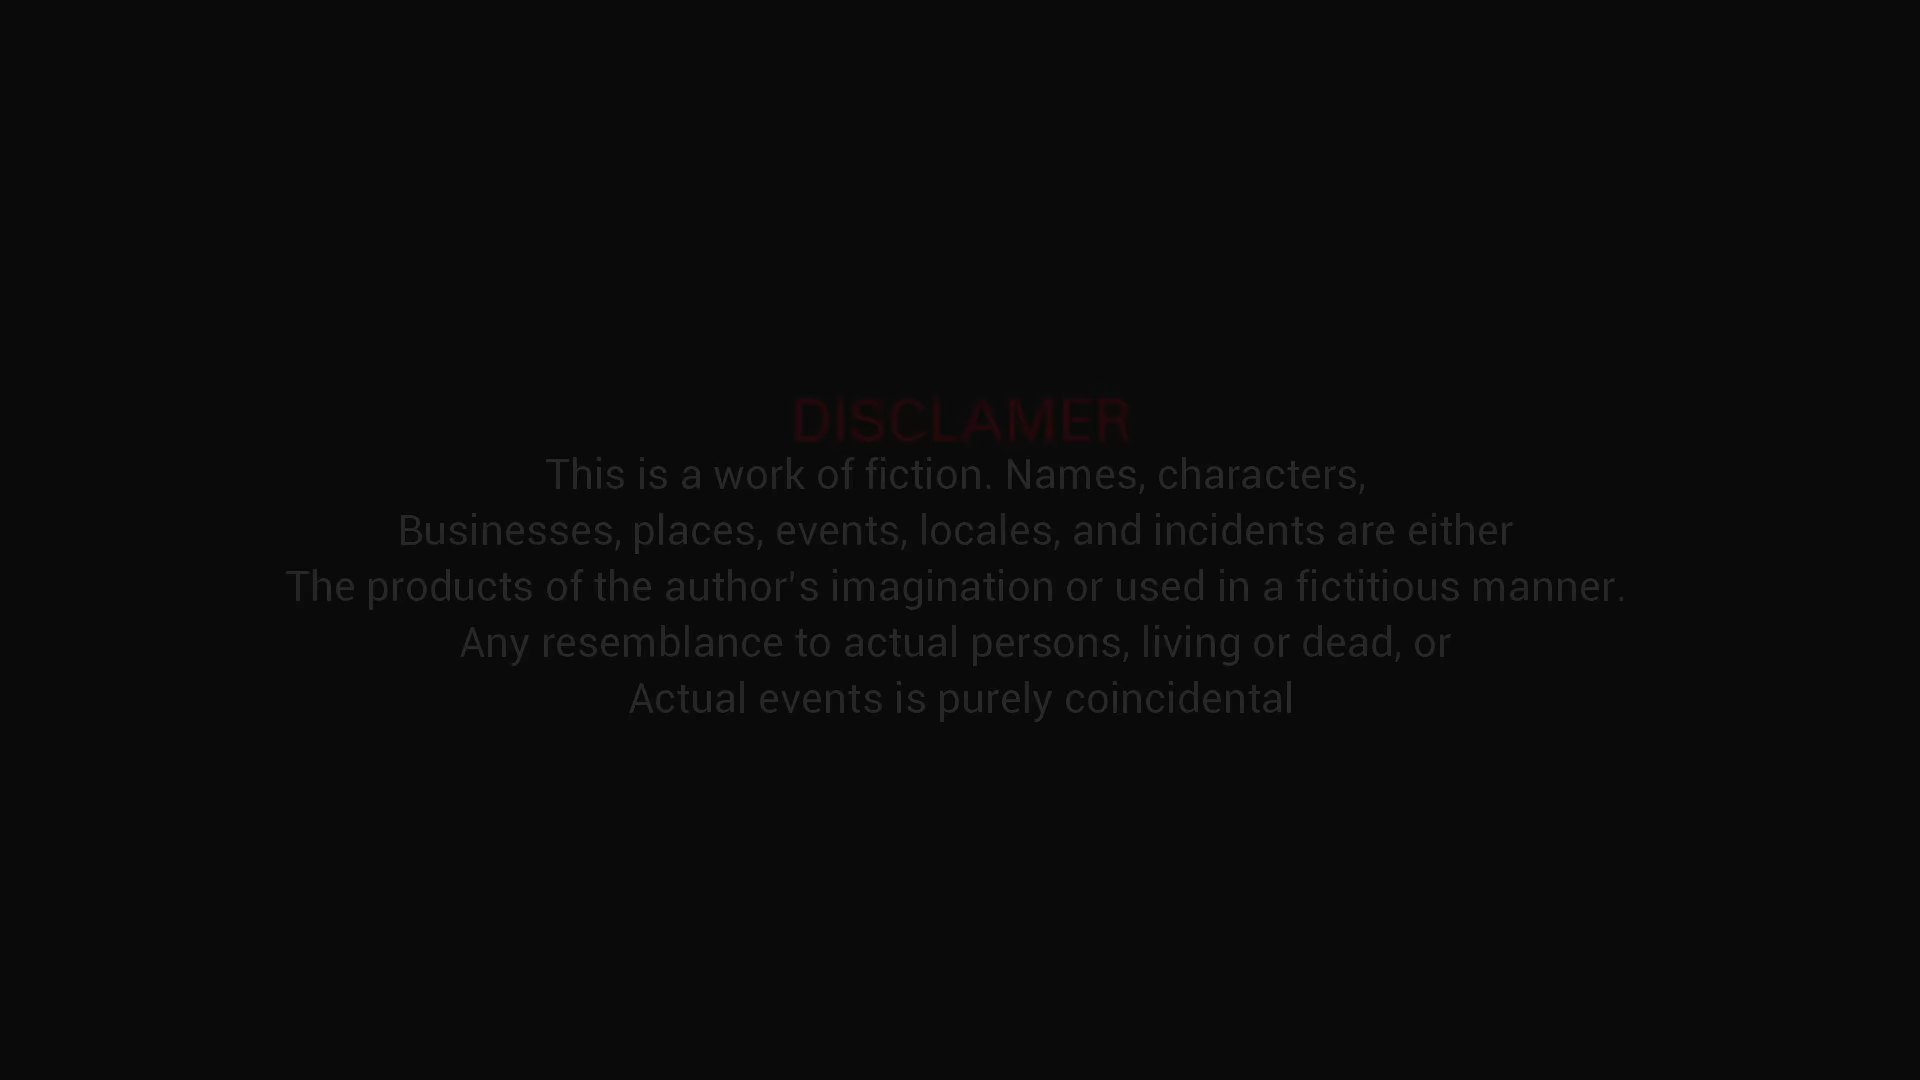 DISCLAMER
This is a work of fiction. Names, characters,
Businesses, places, events, locales, and incidents are either
The products of the author's imagination or used in a fictitious manner.
Any resemblance to actual persons, living or dead, or
Actual events is purely coincidental